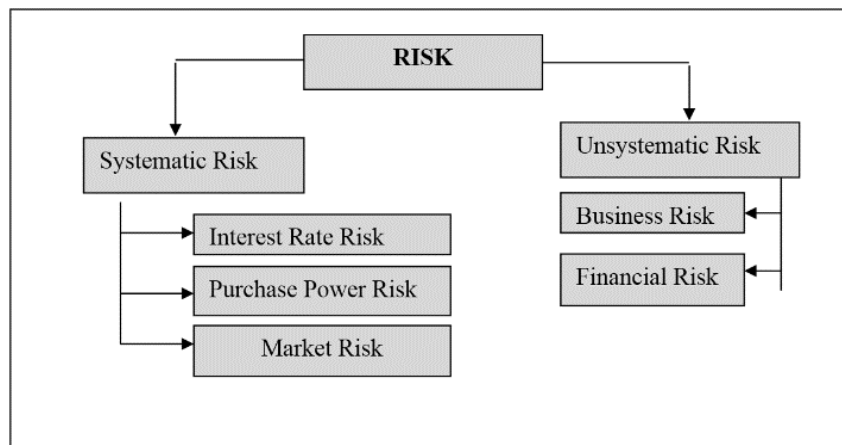 RISK
Systematic Risk
Interest Rate Risk
Purchase Power Risk
Market Risk
Unsystematic Risk
Business Risk
Financial Risk